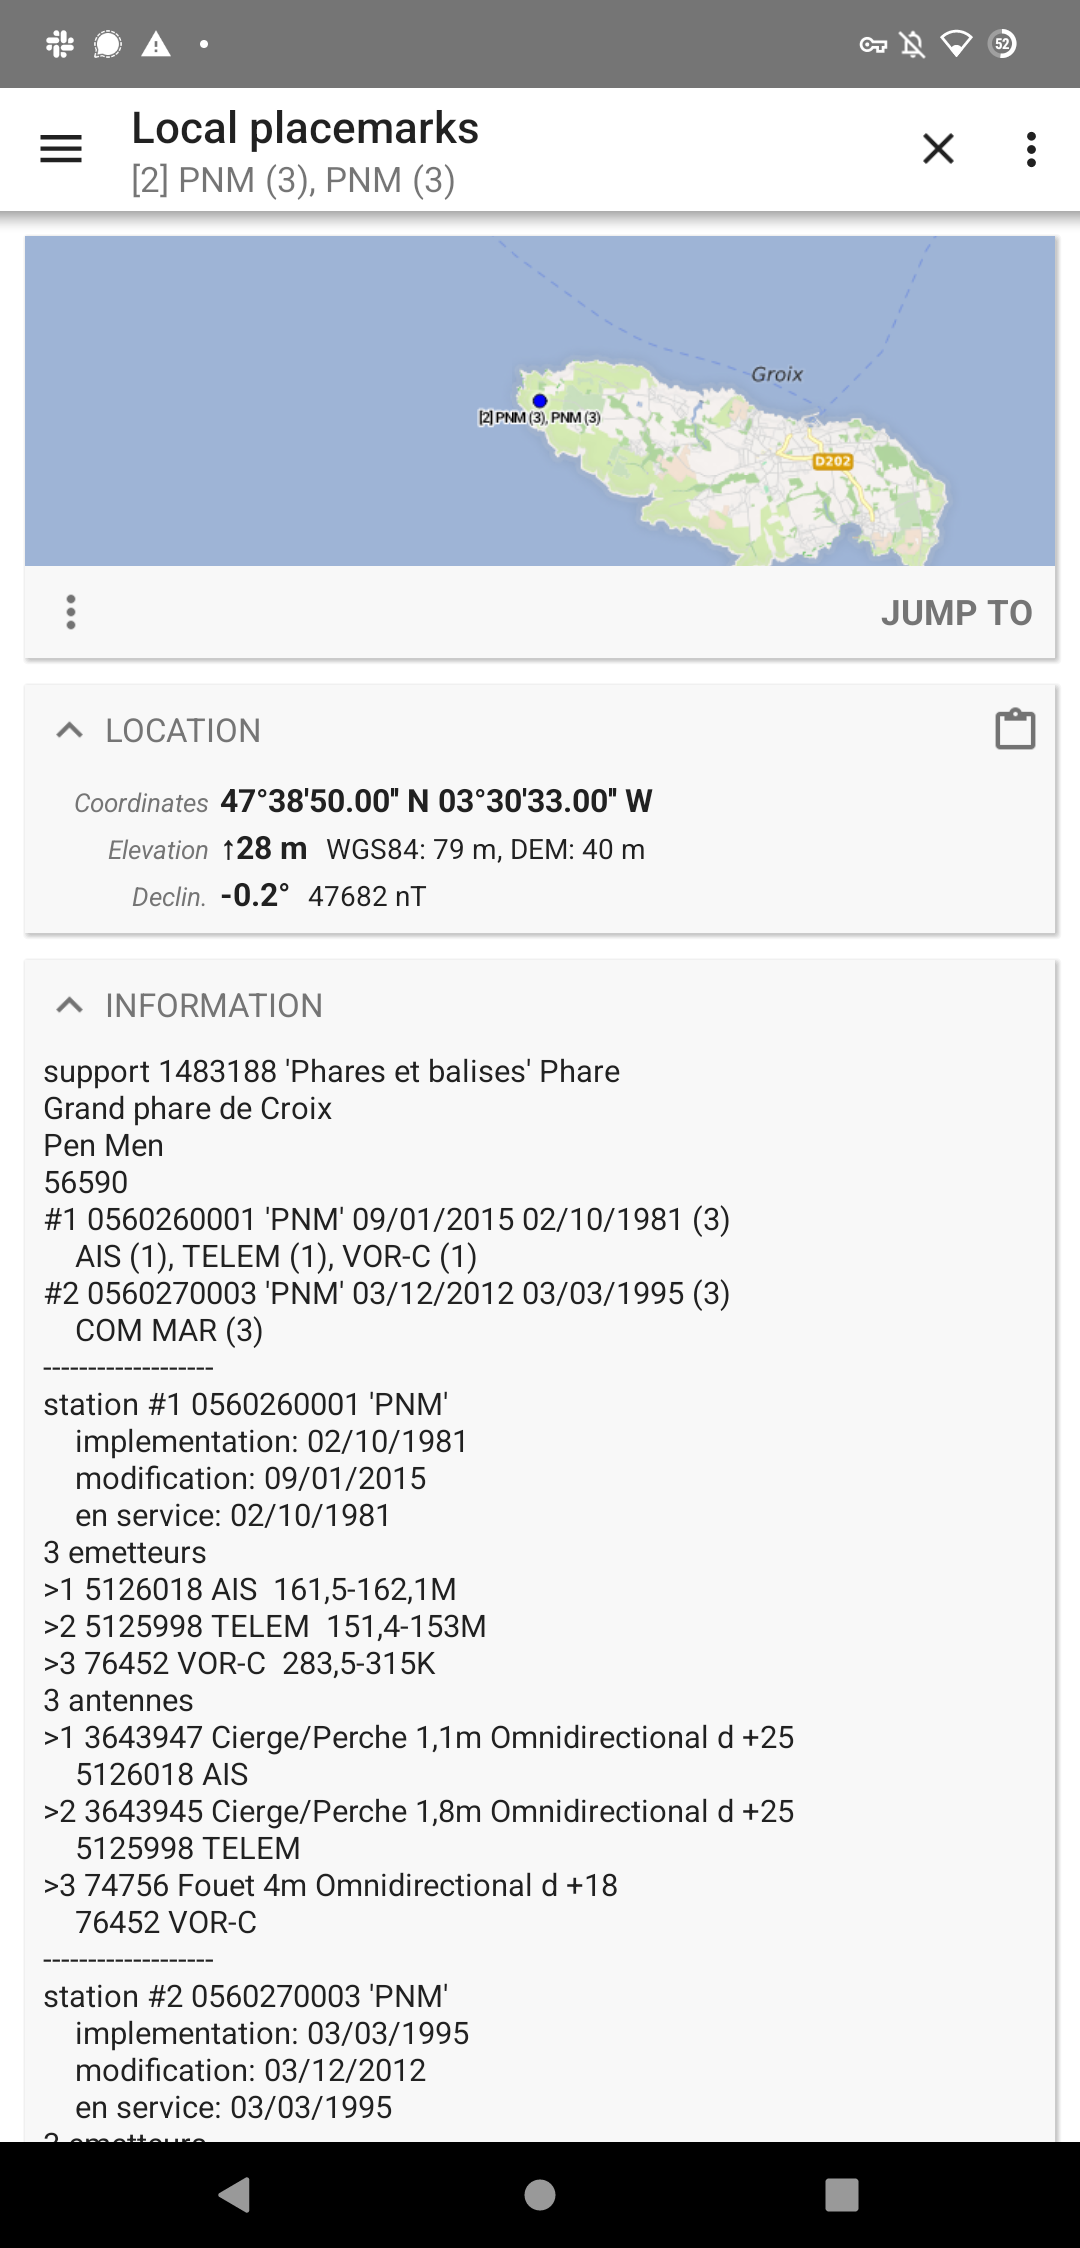 52
Local placemarks
[2] PNM (3), PNM (3)
Groix
[2] PNM (3), PNM (3)
D202
JUMP TO
LOCATION
Coordinates 47°38'50.00" N 03°30'33.00" W
Elevation ↑28 m WGS84: 79 m, DEM: 40 m
Declin. -0.2° 47682 nT
INFORMATION
support 1483188 'Phares et balises' Phare
Grand phare de Croix
Pen Men
56590
#1 0560260001 'PNM' 09/01/2015 02/10/1981 (3)
AIS (1), TELEM (1), VOR-C (1)
#2 0560270003 'PNM' 03/12/2012 03/03/1995 (3)
COM MAR (3)
-------------------
station #1 0560260001 'PNM'
implementation: 02/10/1981
modification: 09/01/2015
en service: 02/10/1981
3 emetteurs
>1 5126018 AIS 161,5-162,1M
>2 5125998 TELEM 151,4-153M
>3 76452 VOR-C 283,5-315K
3 antennes
>1 3643947 Cierge/Perche 1,1m Omnidirectional d +25
5126018 AIS
>2 3643945 Cierge/Perche 1,8m Omnidirectional d +25
5125998 TELEM
>3 74756 Fouet 4m Omnidirectional d +18
76452 VOR-C
-------------------
station #2 0560270003 'PNM'
implementation: 03/03/1995
modification: 03/12/2012
en service: 03/03/1995
3 emetteurs